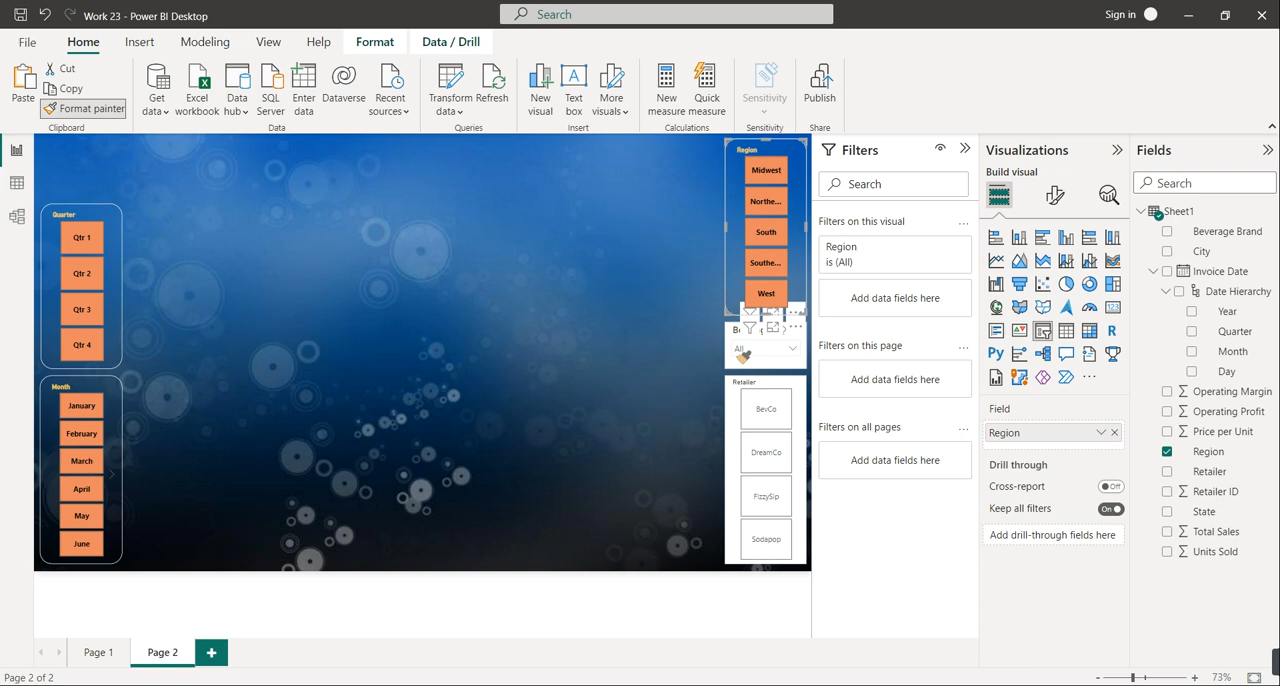 Work 23 - Power BI Desktop
Search
Sign in
File
Home
Insert
Modeling
View
Help
Format
Data / Drill
Paste
Cut
Copy
Format painter
Clipboard
Get data
Excel workbook
Data hub
SQL Server
Enter data
Dataverse
Recent sources
Data
Transform data
Refresh
Queries
New visual
Text box
More visuals
Insert
New measure
Quick measure
Calculations
Sensitivity
Sensitivity
Publish
Share
Quarter
Qtr 1
Qtr 2
Qtr 3
Qtr 4
Month
January
February
March
April
May
June
Region
Midwest
Northe...
South
Southe...
West
All
Retailer
BevCo
DreamCo
FizzySip
Sodapop
Filters
Search
Filters on this visual
...
Region
is (All)
Add data fields here
Filters on this page
...
Add data fields here
Filters on all pages
...
Add data fields here
Visualizations
Build visual
123
R
Py
...
Field
Region
Drill through
Cross-report
Off
Keep all filters
On
Add drill-through fields here
Fields
Search
Sheet1
Beverage Brand
City
Invoice Date
Date Hierarchy
Year
Quarter
Month
Day
Operating Margin
Operating Profit
Price per Unit
Region
Retailer
Retailer ID
State
Total Sales
Units Sold
Page 1
Page 2
Page 2 of 2
- + 73%